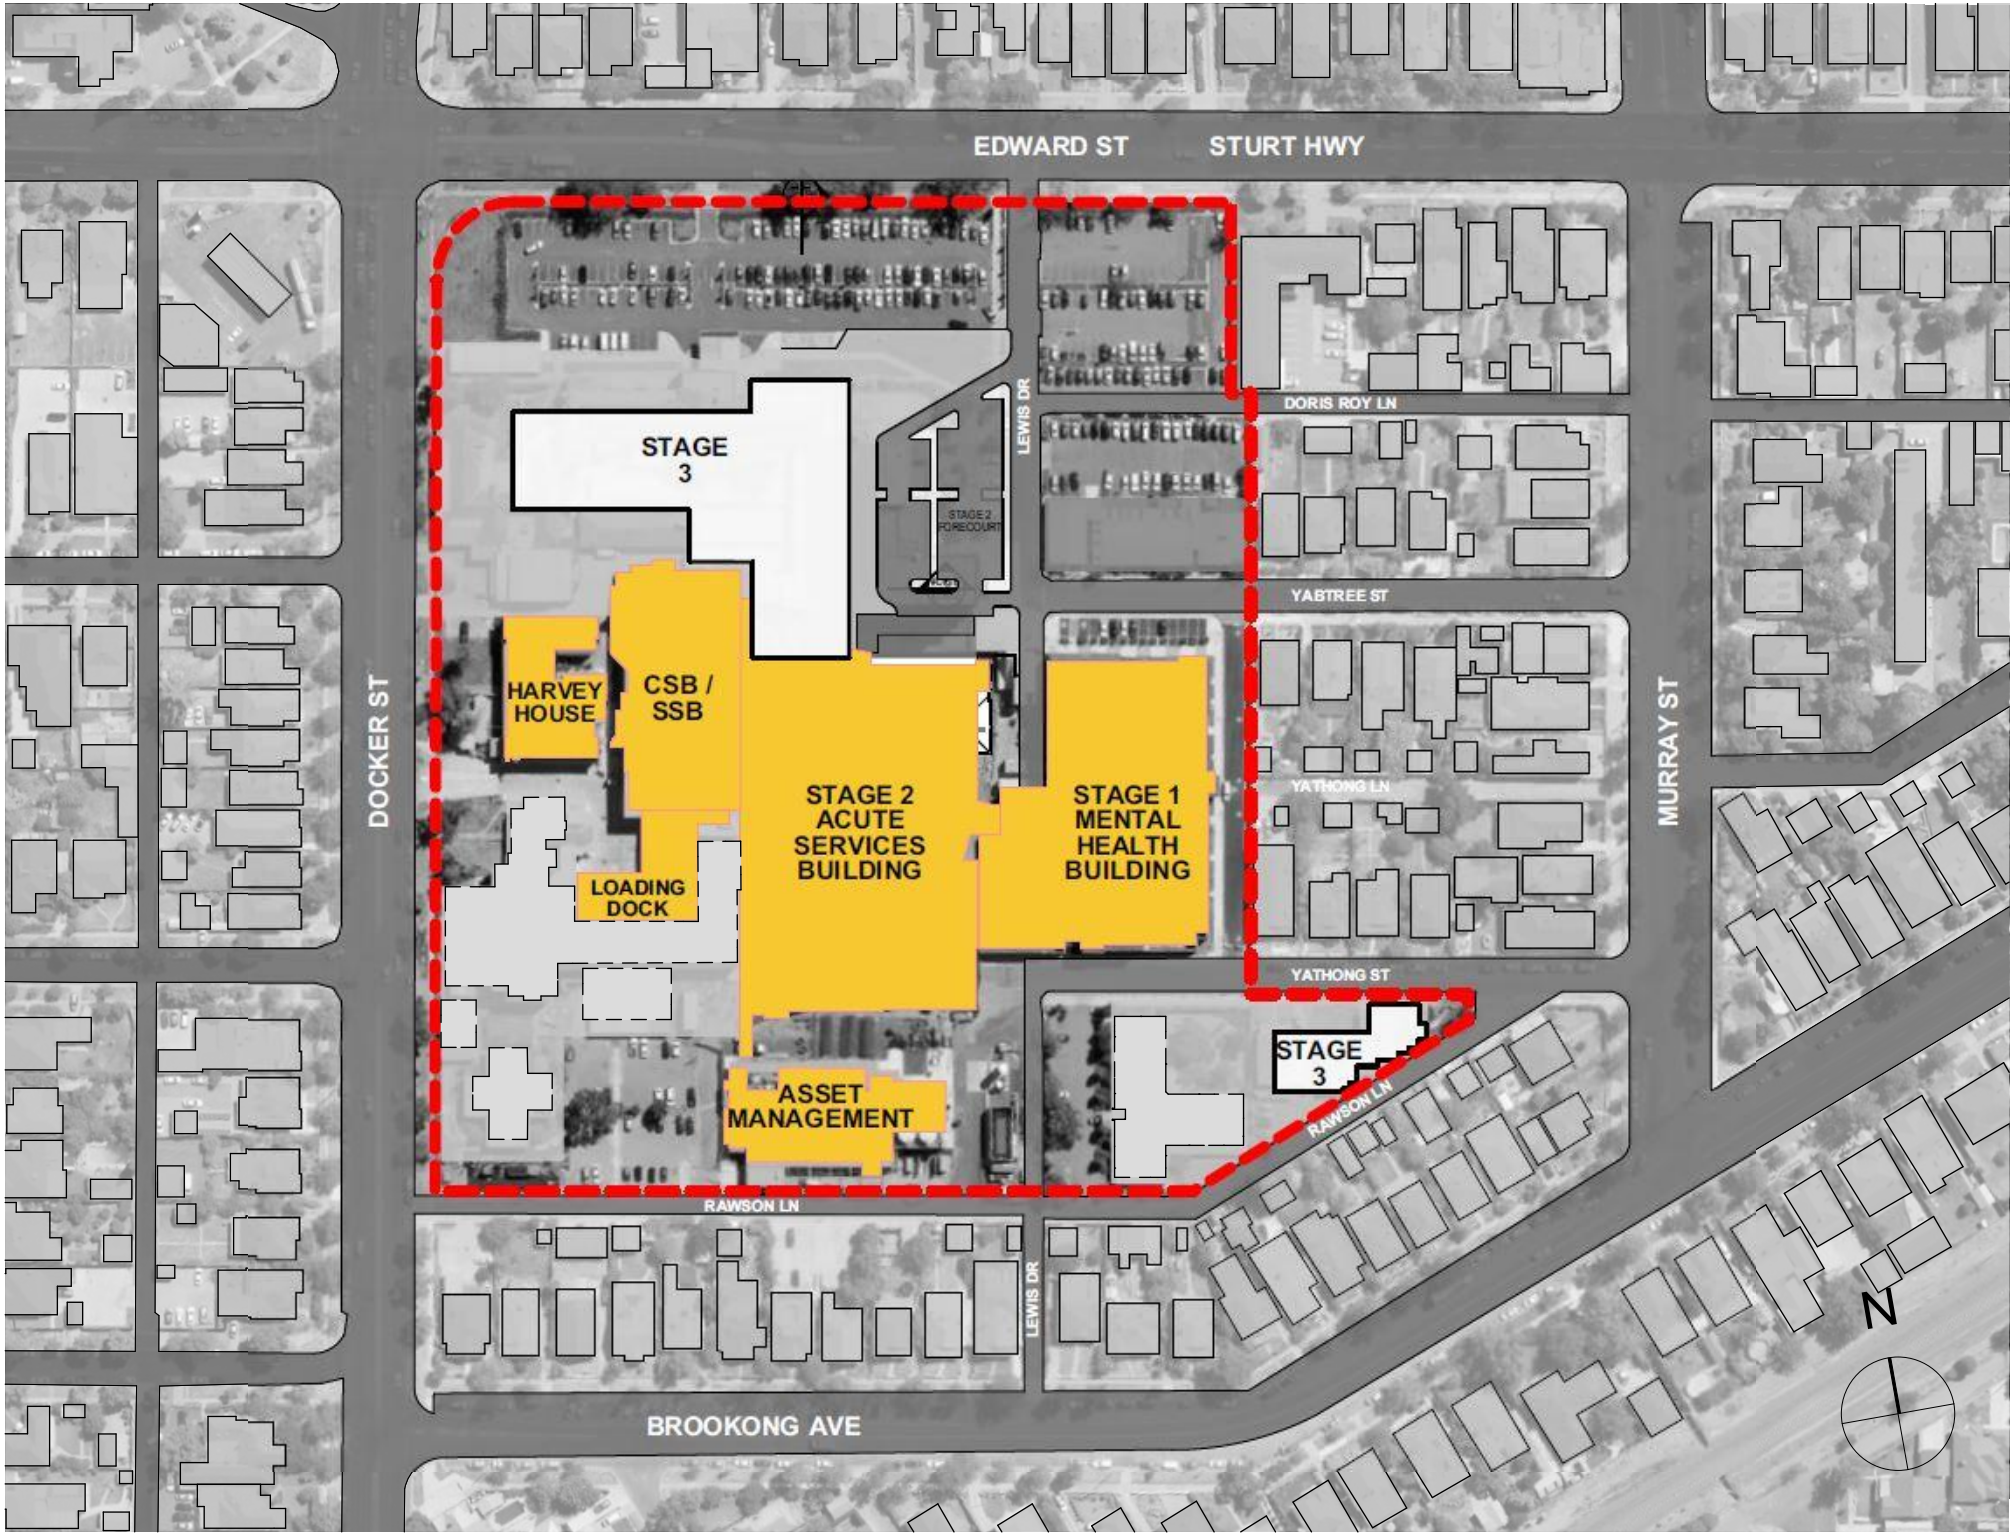 EDWARD ST
STURT HWY
LEWIS DR
DORIS ROY LN
STAGE
3
STAGE 2
FORECOURT
YABTREE ST
DOCKER ST
MURRAY ST
HARVEY
HOUSE
CSB /
SSB
YATHONG LN
STAGE 2
ACUTE
SERVICES
BUILDING
STAGE 1
MENTAL
HEALTH
BUILDING
LOADING
DOCK
YATHONG ST
STAGE
3
ASSET
MANAGEMENT
RAWSON LN
RAWSON LN
LEWIS DR
N
BROOKONG AVE